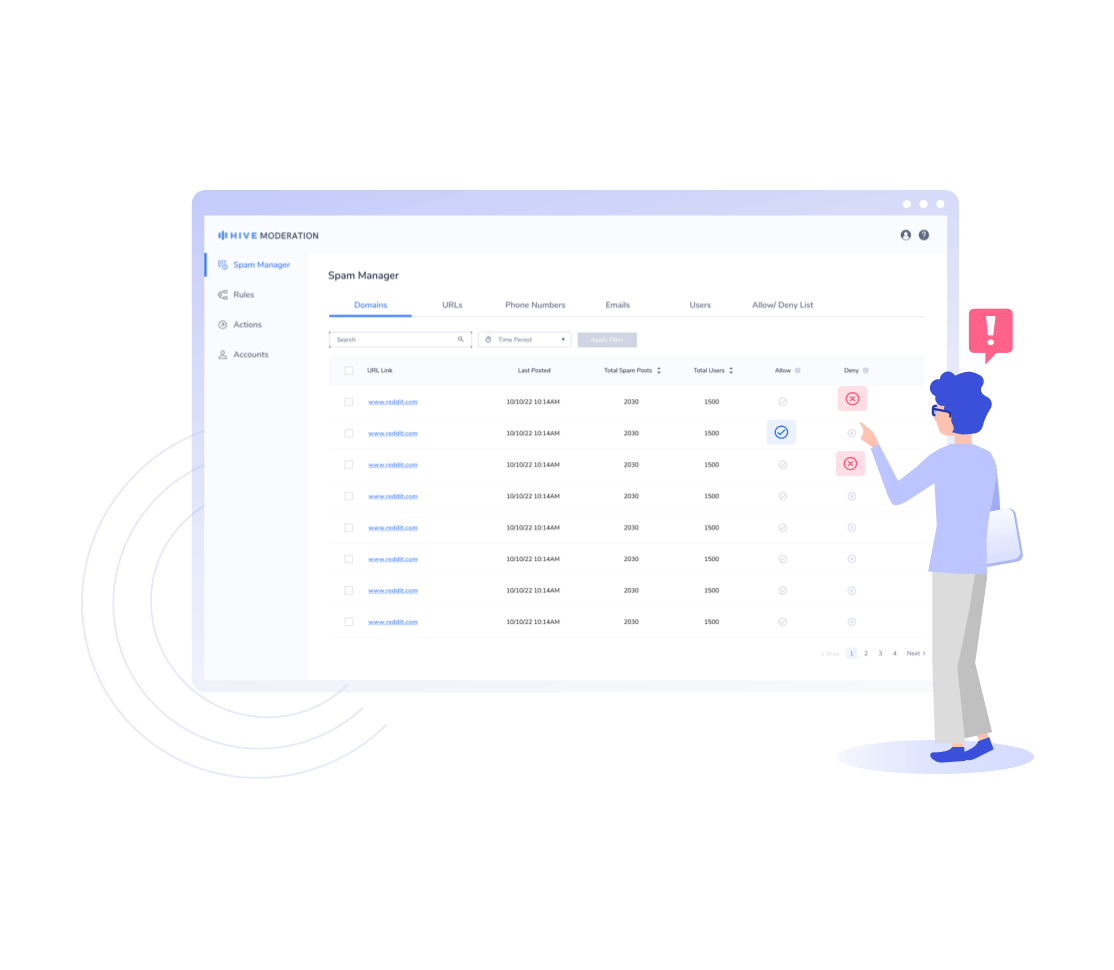 HIVE MODERATION
Spam Manager
Rules
Actions
Accounts
Spam Manager
Domains URLs Phone Numbers Emails Users Allow/ Deny List
Search Time Period Apply Filter
URL Link Last Posted Total Spam Posts Total Users Allow Deny
www.reddit.com 10/10/22 10:14AM 2030 1500
www.reddit.com 10/10/22 10:14AM 2030 1500
www.reddit.com 10/10/22 10:14AM 2030 1500
www.reddit.com 10/10/22 10:14AM 2030 1500
www.reddit.com 10/10/22 10:14AM 2030 1500
www.reddit.com 10/10/22 10:14AM 2030 1500
www.reddit.com 10/10/22 10:14AM 2030 1500
www.reddit.com 10/10/22 10:14AM 2030 1500
< Prev 1 2 3 4 Next >
!